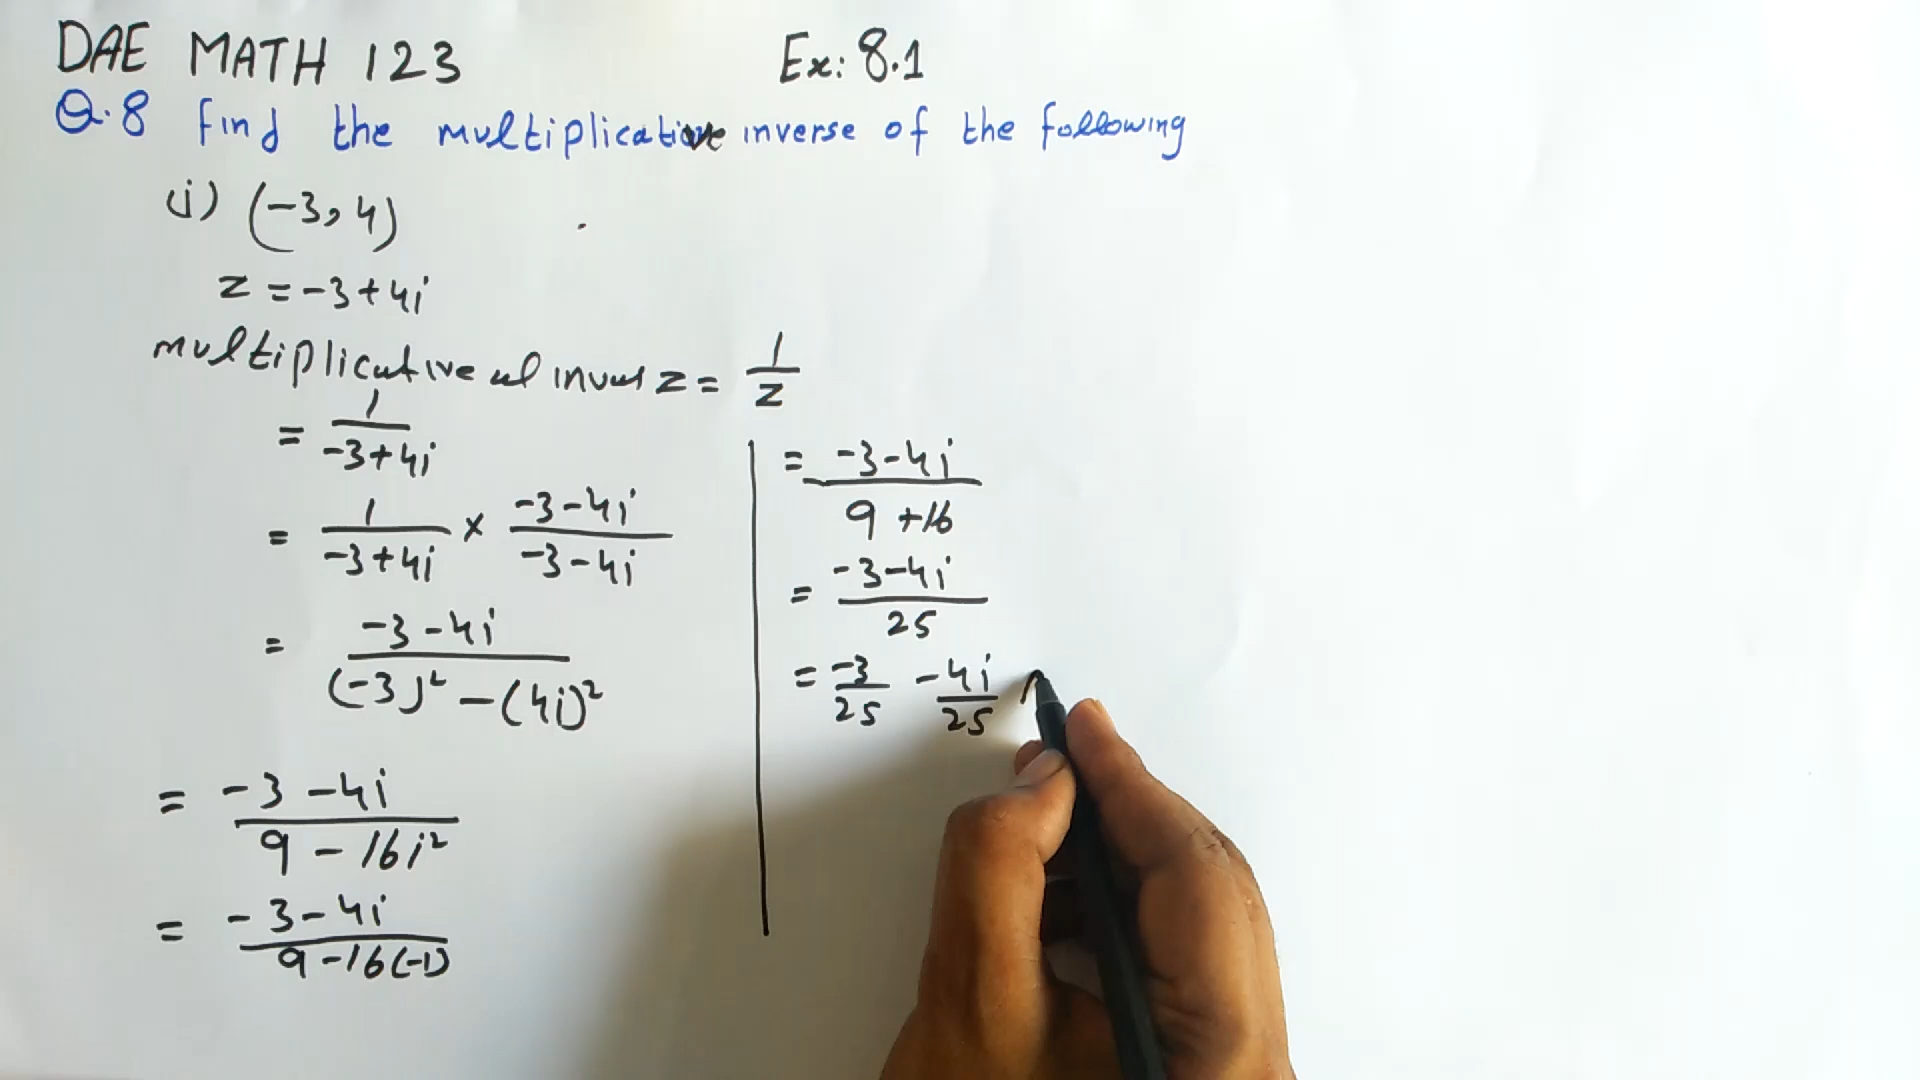 DAE MATH 123 Ex: 8.1
Q.8 Find the multiplicative inverse of the following
(i) (-3, 4)
z = -3+4i
multiplicative z = 1/z
= 1/(-3+4i)
= 1/(-3+4i) × (-3-4i)/(-3-4i)
= (-3-4i)/((-3)² - (4i)²)
= (-3-4i)/(9-16i²)
= (-3-4i)/(9-16(-1))
= (-3-4i)/(9+16)
= (-3-4i)/25
= -3/25 -4i/25